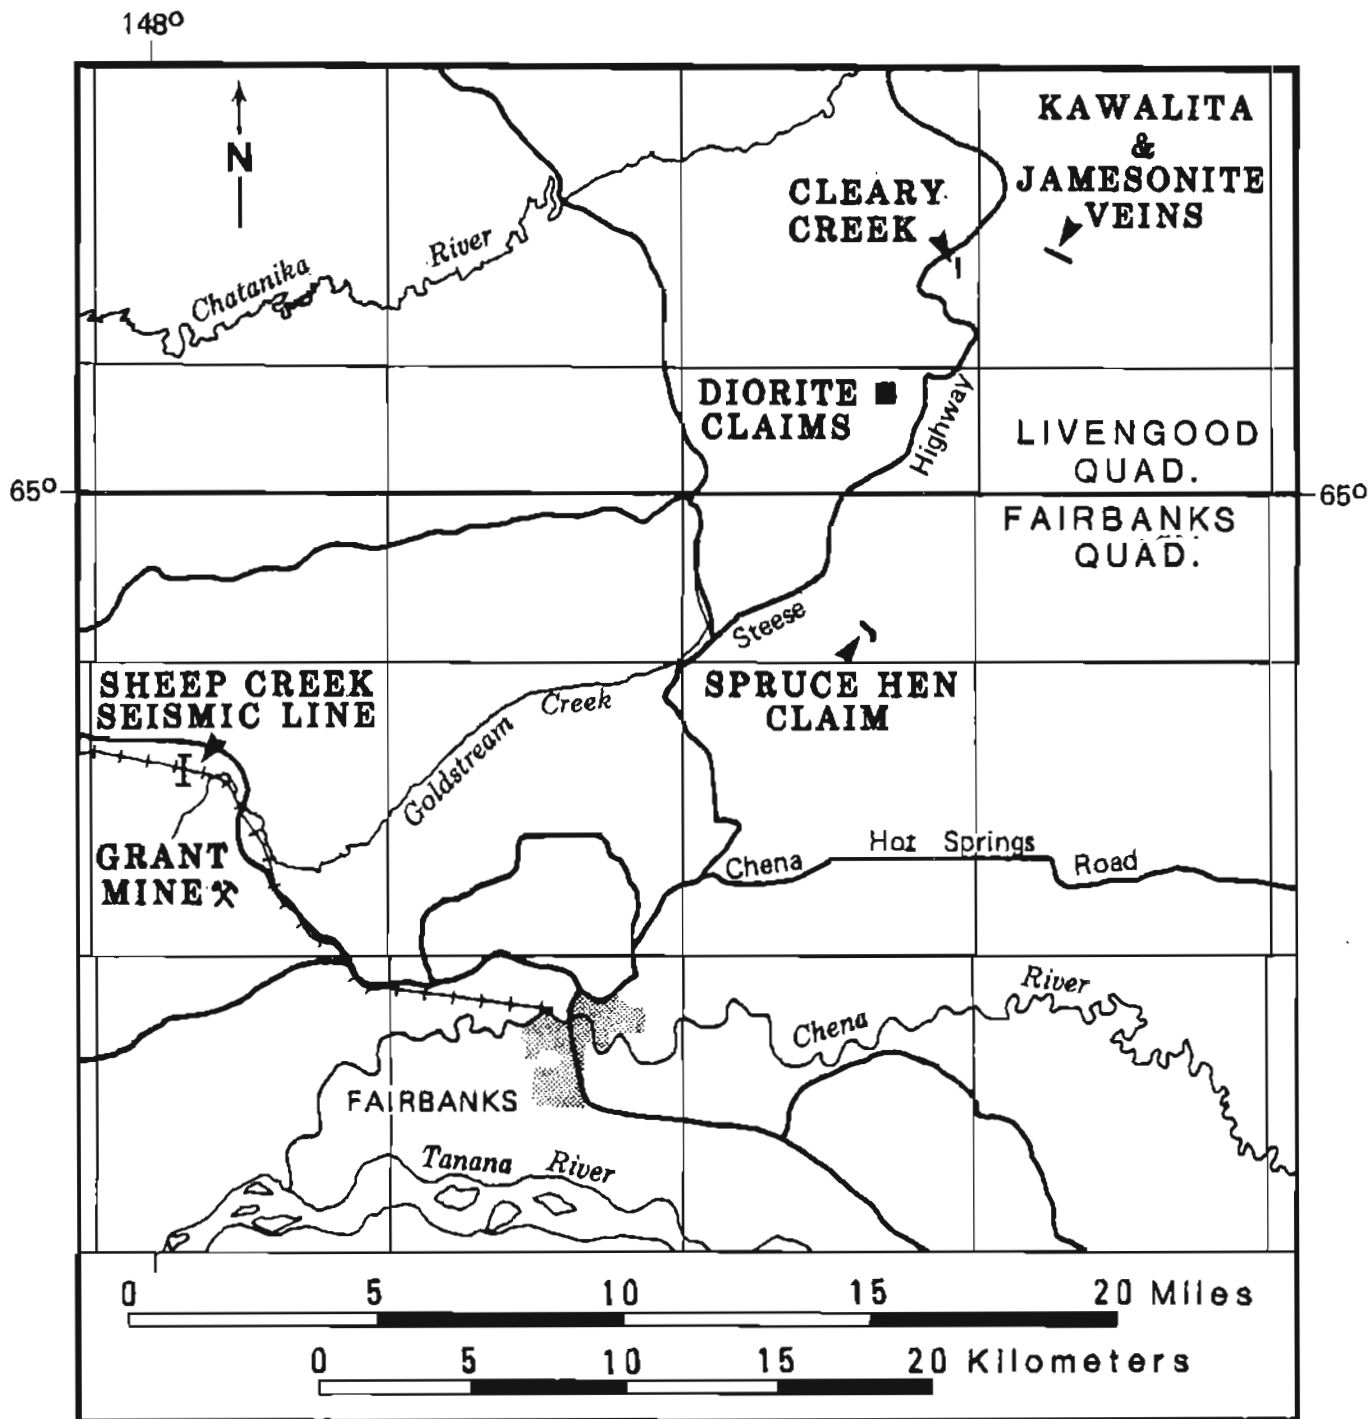 148°
N
KAWALITA
&
JAMESONITE
VEINS
CLEARY
CREEK
Chatanika River
DIORITE
CLAIMS
Highway
LIVENGOOD
QUAD.
65°
65°
FAIRBANKS
QUAD.
Steese
SHEEP CREEK
SEISMIC LINE
SPRUCE HEN
CLAIM
Goldstream Creek
GRANT
MINE
Chena Hot Springs Road
Chena River
FAIRBANKS
Tanana River
0 5 10 15 20 Miles
0 5 10 15 20 Kilometers